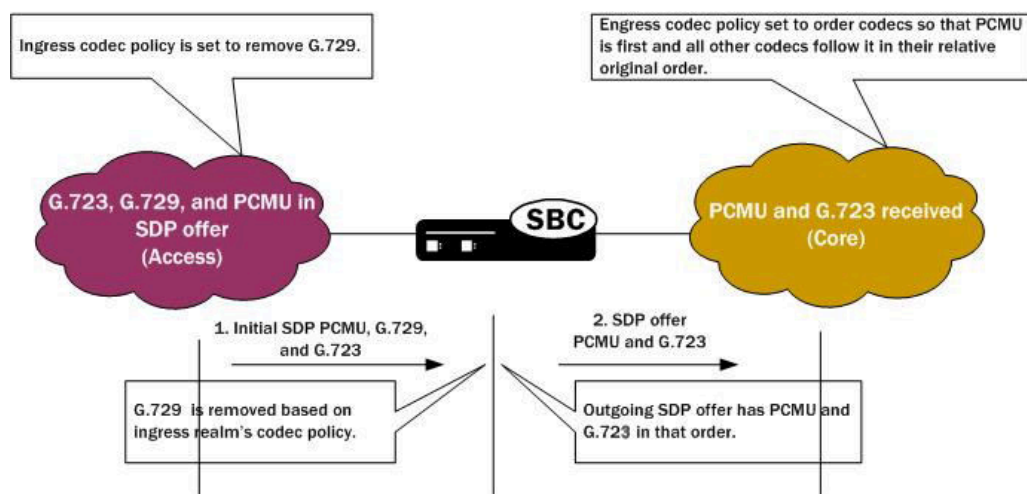 Ingress codec policy is set to remove G.729.
Engress codec policy set to order codecs so that PCMU
is first and all other codecs follow it in their relative
original order.
G.723, G.729, and PCMU in
SDP offer
(Access)
SBC
PCMU and G.723 received
(Core)
1. Initial SDP PCMU, G.729,
and G.723
2. SDP offer
PCMU and G.723
G.729 is removed based on
ingress realm's codec policy.
Outgoing SDP offer has PCMU and
G.723 in that order.